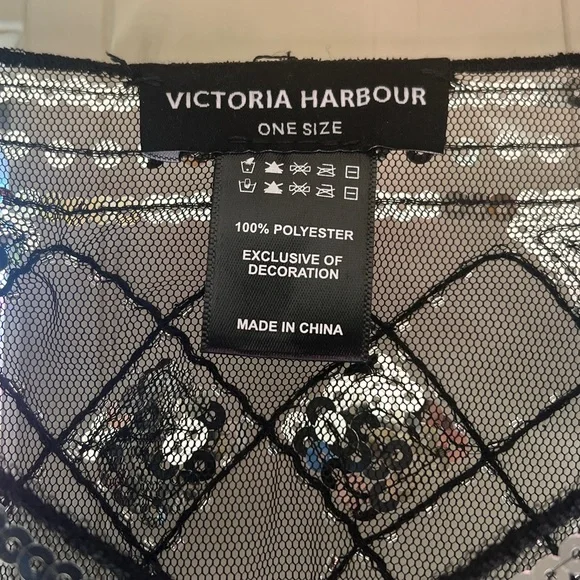 VICTORIA HARBOUR
ONE SIZE
100% POLYESTER
EXCLUSIVE OF
DECORATION
MADE IN CHINA